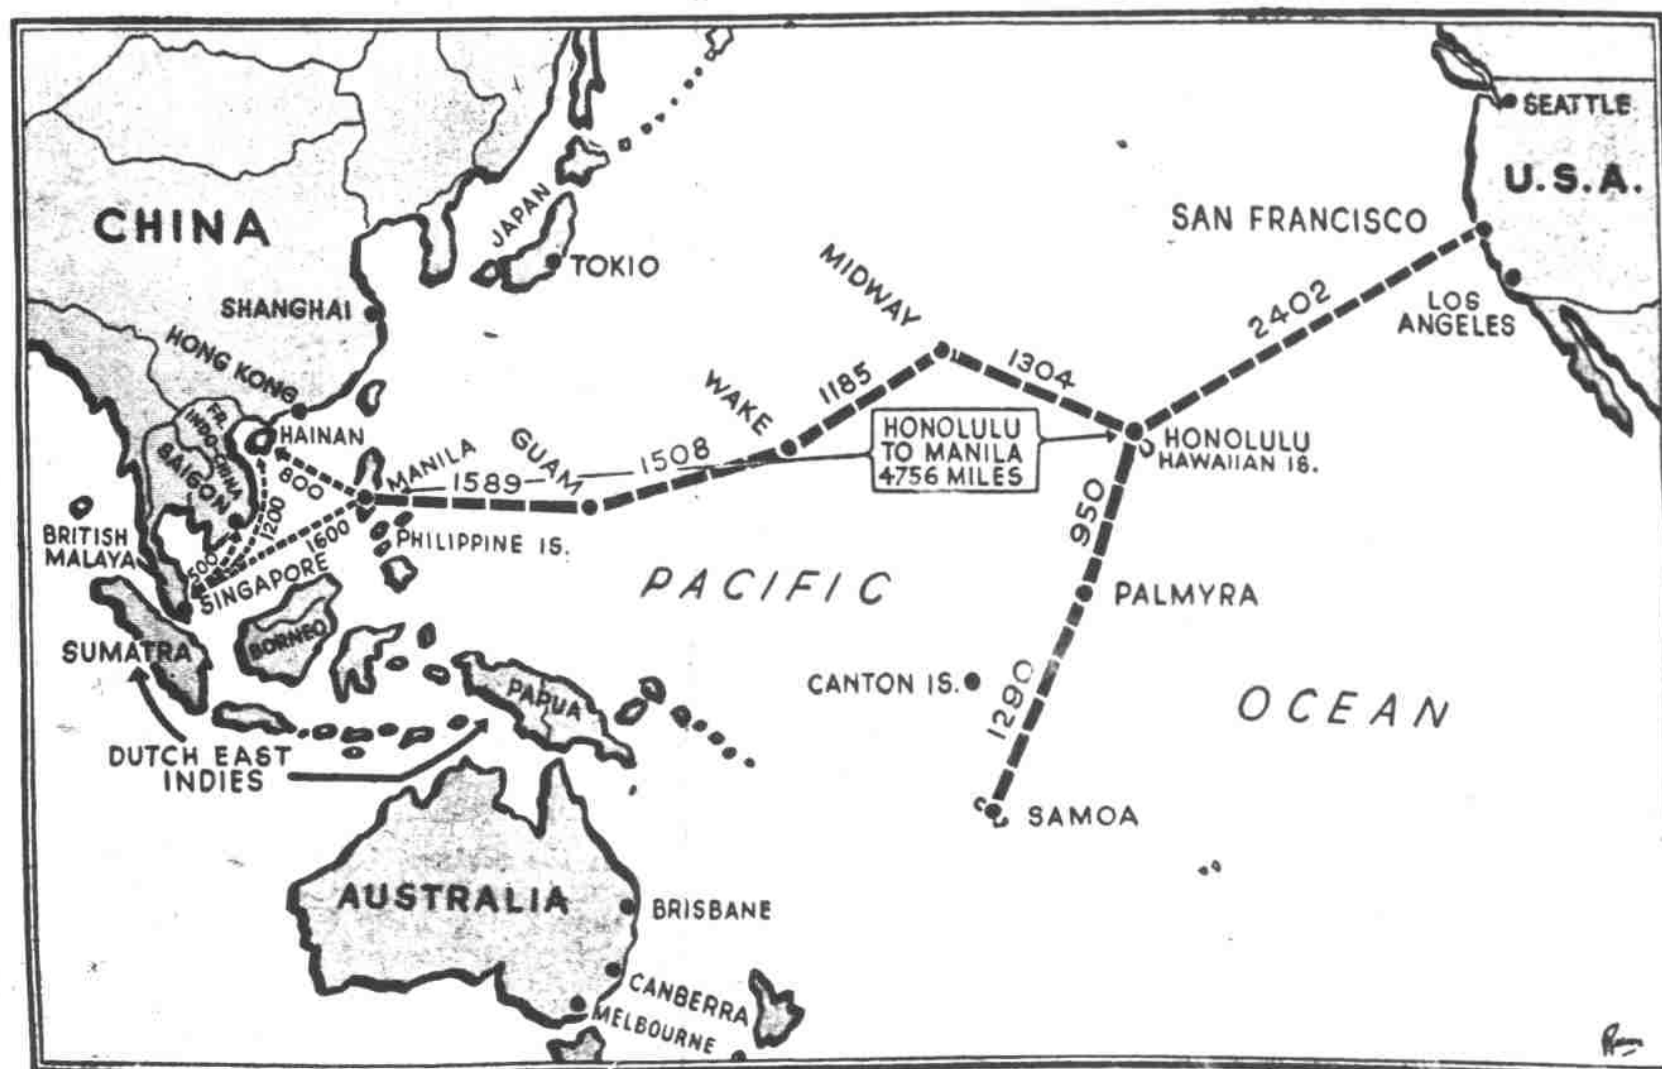 SEATTLE
U.S.A.
CHINA
JAPAN
SAN FRANCISCO
TOKIO
MIDWAY
2402
LOS
ANGELES
SHANGHAI
HONG KONG
1304
1185
WAKE
FR.
INDO-CHINA
HAINAN
HONOLULU
TO MANILA
4756 MILES
HONOLULU
HAWAIIAN IS.
SAIGON
800
MANILA
GUAM
1508
1589
1200
1600
950
BRITISH
MALAYA
500
SINGAPORE
PHILIPPINE IS.
PACIFIC
PALMYRA
SUMATRA
BORNEO
PAPUA
CANTON IS.
1290
OCEAN
DUTCH EAST
INDIES
SAMOA
AUSTRALIA
BRISBANE
CANBERRA
MELBOURNE